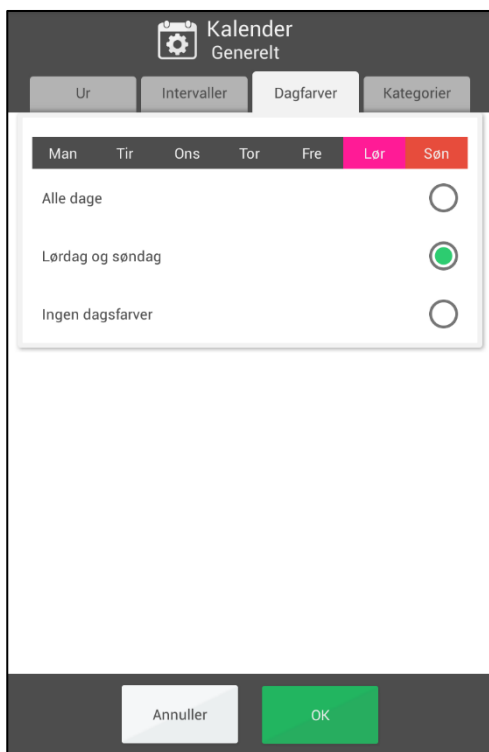 Kalender
Generelt
Ur Intervaller Dagfarver Kategorier
Man Tir Ons Tor Fre Lør Søn
Alle dage
Lørdag og søndag
Ingen dagsfarver
Annuller OK